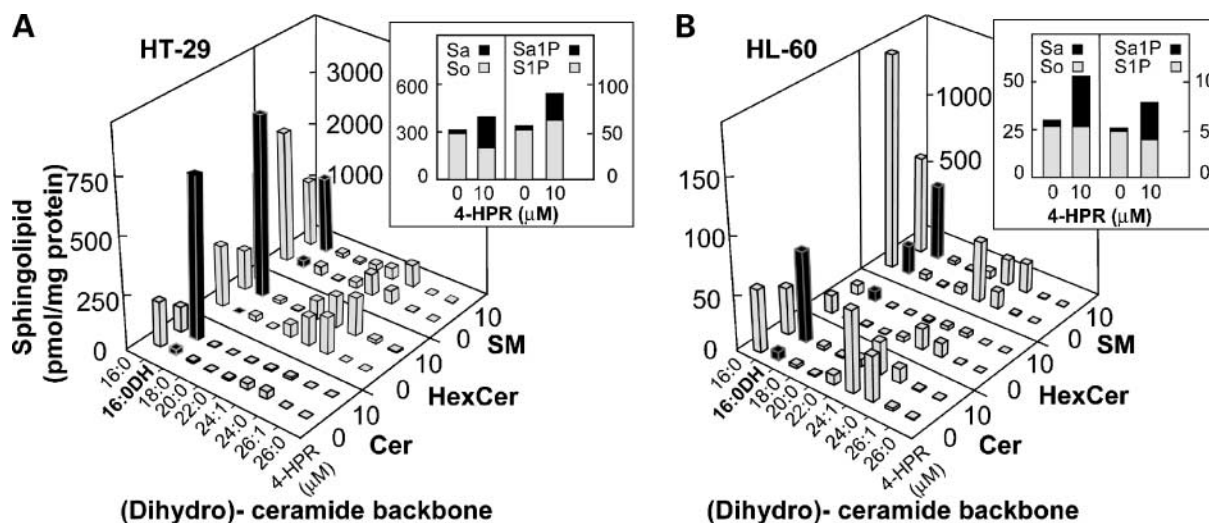 A
HT-29
3000
2000
1000
750
500
250
0
Sphingolipid
(pmol/mg protein)
Sa
So
Sa1P
S1P
600
300
0
100
50
0
0 10 0 10
4-HPR (μM)
16:0
16:0DH
18:0
20:0
22:0
24:1
24:0
26:1
26:0
4-HPR
(μM)
0
10
Cer
0
10
HexCer
0
10
SM
(Dihydro)- ceramide backbone
B
HL-60
1000
500
150
100
50
0
Sa
So
Sa1P
S1P
50
25
0
5
0 10 0 10
4-HPR (μM)
16:0
16:0DH
18:0
20:0
22:0
24:1
24:0
26:1
26:0
4-HPR
(μM)
0
10
Cer
0
10
HexCer
0
10
SM
(Dihydro)- ceramide backbone